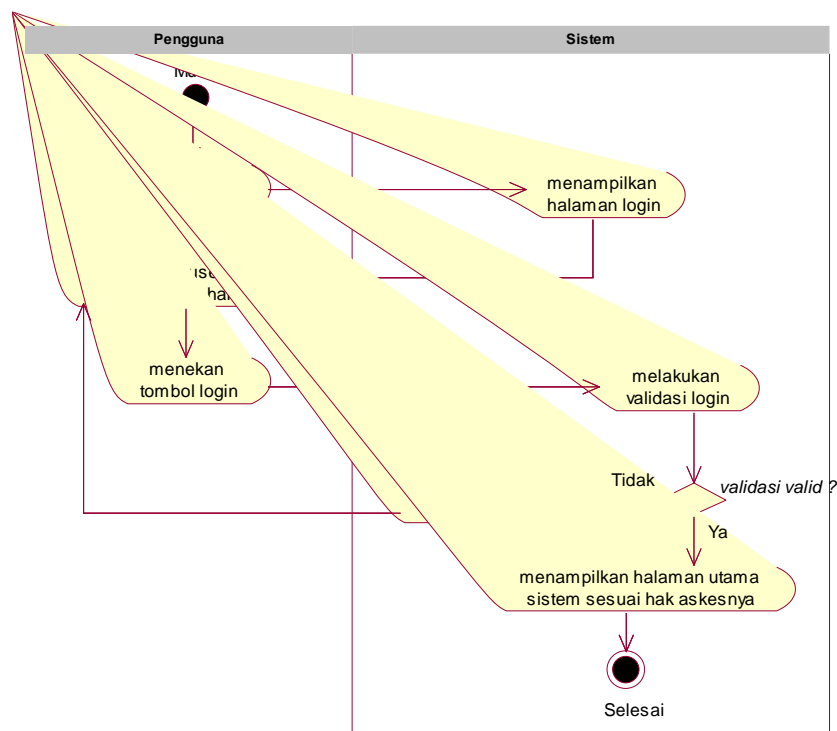 Pengguna
Sistem
menampilkan
halaman login
menekan
tombol login
melakukan
validasi login
Tidak
validasi valid ?
Ya
menampilkan halaman utama
sistem sesuai hak askesnya
Selesai